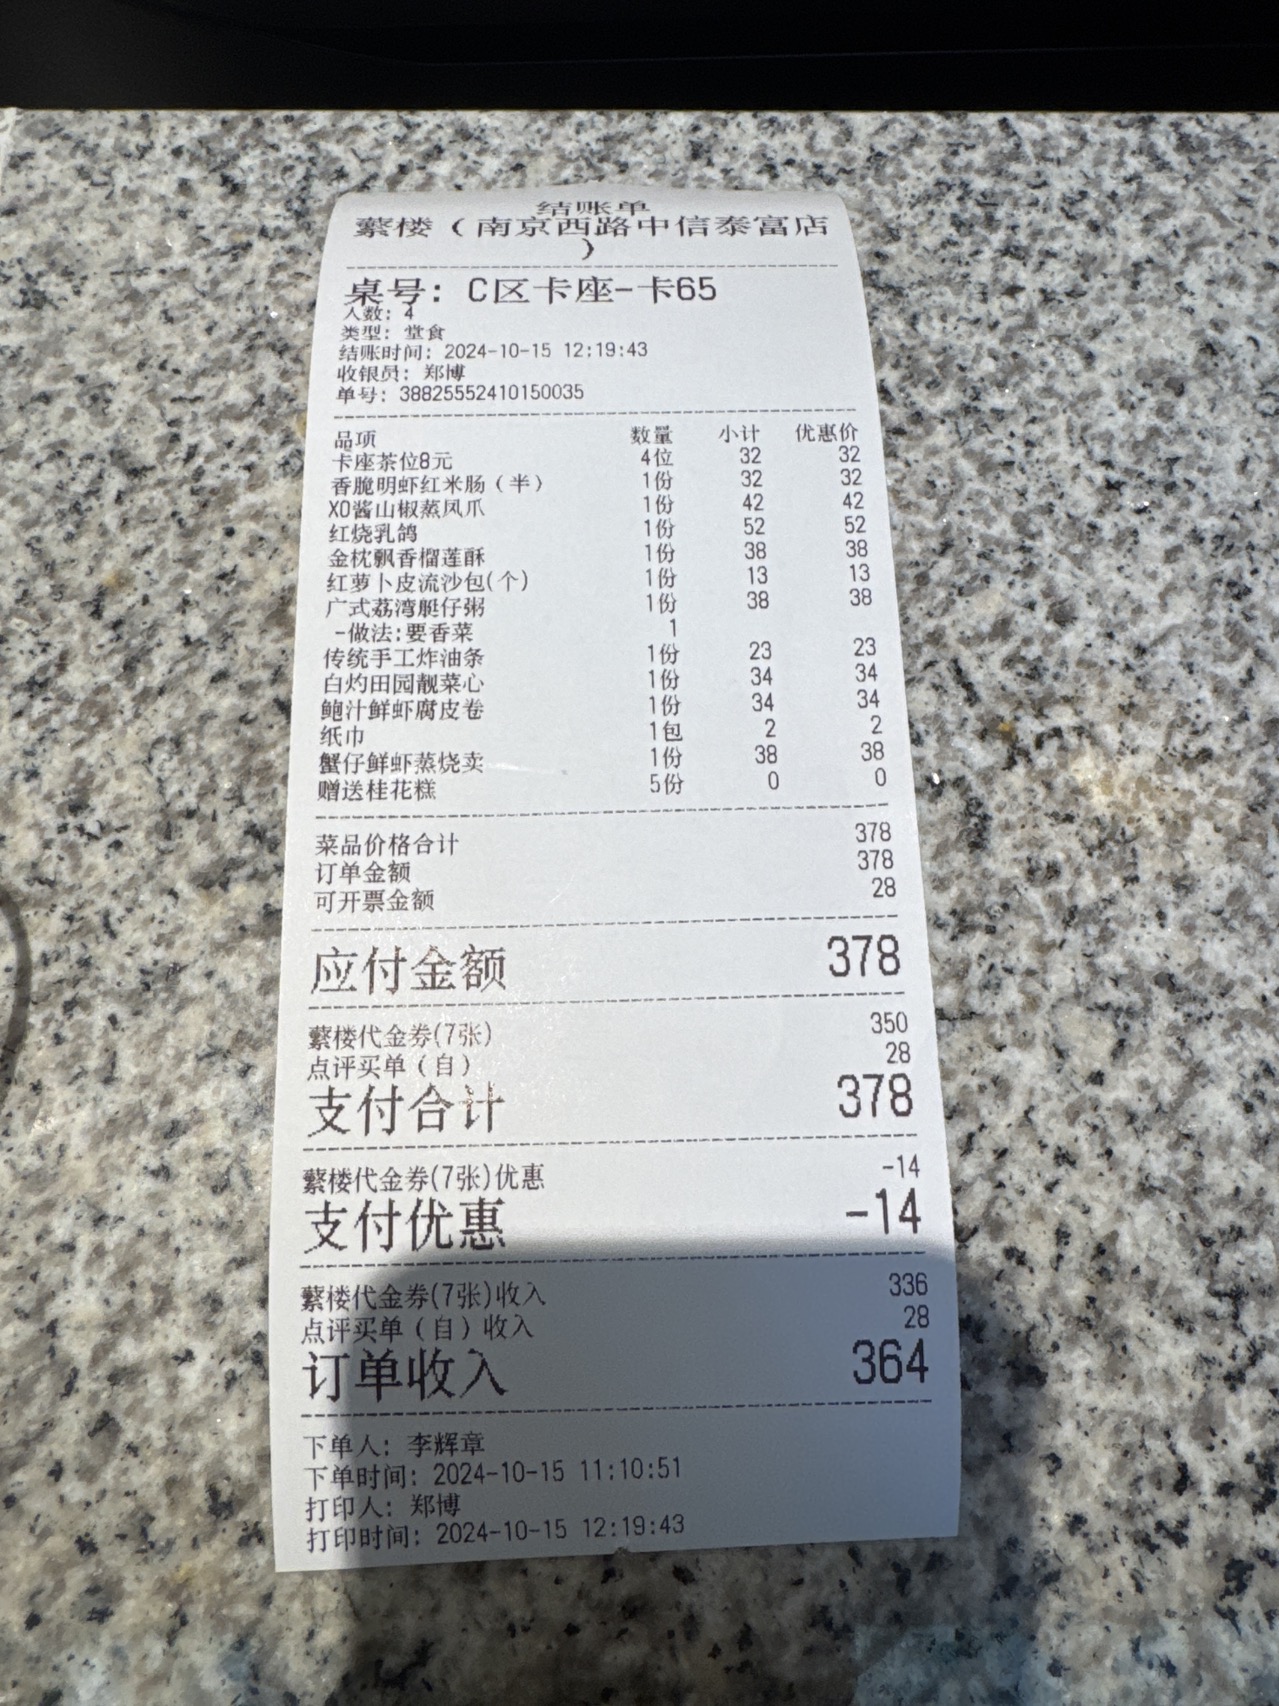 结账单
蘩楼（南京西路中信泰富店
）
桌号: C区卡座-卡65
人数: 4
类型: 堂食
结账时间: 2024-10-15 12:19:43
收银员: 郑博
单号: 38825552410150035
品项 数量 小计 优惠价
卡座茶位8元 4位 32 32
香脆明虾红米肠（半） 1份 32 32
XO酱山椒蒸凤爪 1份 42 42
红烧乳鸽 1份 52 52
金枕飘香榴莲酥 1份 38 38
红萝卜皮流沙包(个) 1份 13 13
广式荔湾艇仔粥 1份 38 38
-做法:要香菜 1
传统手工炸油条 1份 23 23
白灼田园靓菜心 1份 34 34
鲍汁鲜虾腐皮卷 1份 34 34
纸巾 1包 2 2
蟹仔鲜虾蒸烧卖 1份 38 38
赠送桂花糕 5份 0 0
菜品价格合计 378
订单金额 378
可开票金额 28
应付金额 378
蘩楼代金券(7张) 350
点评买单（自） 28
支付合计 378
蘩楼代金券(7张)优惠 -14
支付优惠 -14
蘩楼代金券(7张)收入 336
点评买单（自）收入 28
订单收入 364
下单人: 李辉章
下单时间: 2024-10-15 11:10:51
打印人: 郑博
打印时间: 2024-10-15 12:19:43